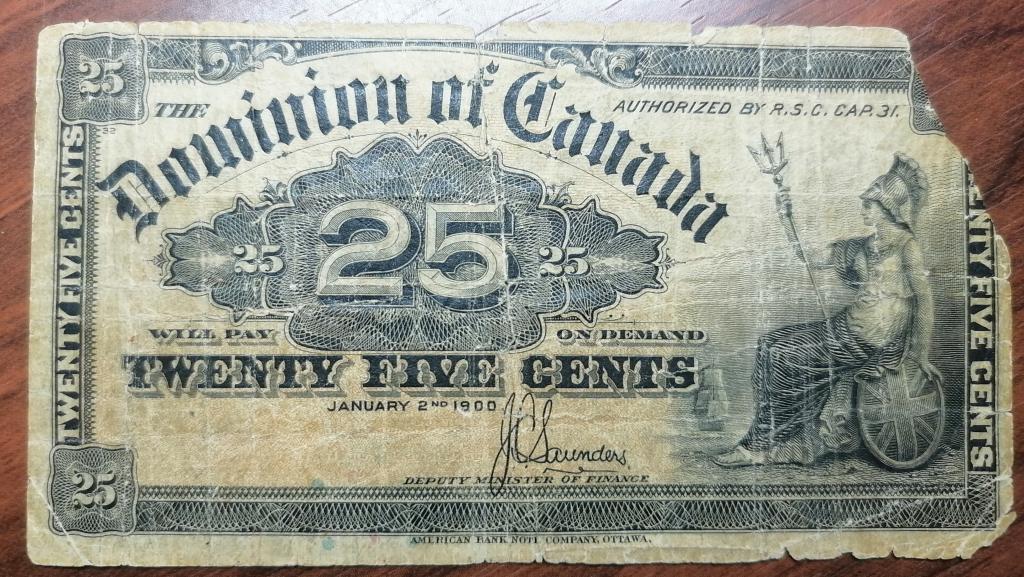 25
THE
Dominion of Canada
AUTHORIZED BY R.S.C. CAP. 31.
32
TWENTY FIVE CENTS
25
25
25
WILL PAY
ON DEMAND
TWENTY FIVE CENTS
JANUARY 2ND 1900
J C Saunders
DEPUTY MINISTER OF FINANCE
25
AMERICAN BANK NOTE COMPANY, OTTAWA.
ENTY FIVE CENTS